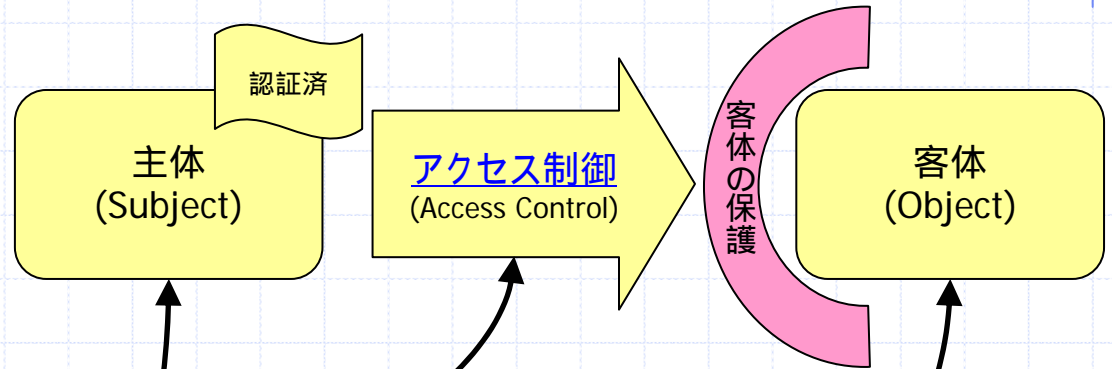 認証済
主体
(Subject)
アクセス制御
(Access Control)
客体の保護
客体
(Object)